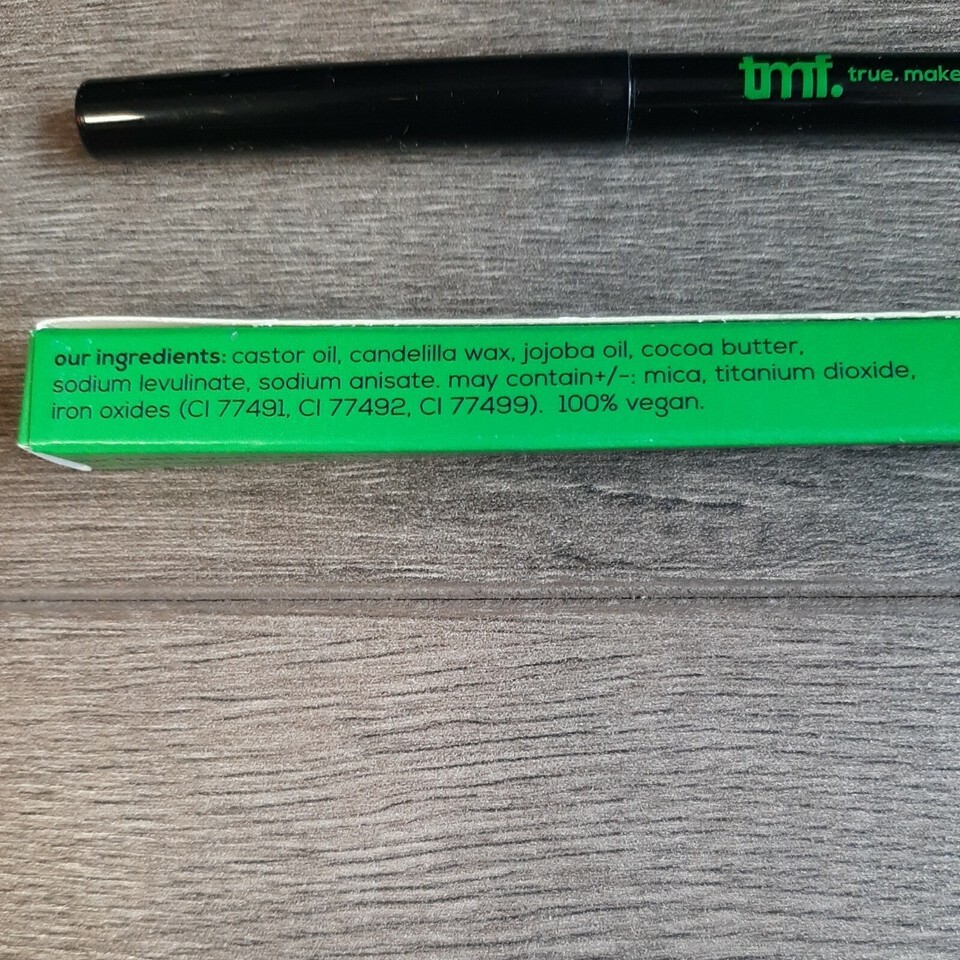 tmf. true. make
our ingredients: castor oil, candelilla wax, jojoba oil, cocoa butter,
sodium levulinate, sodium anisate. may contain+/-: mica, titanium dioxide,
iron oxides (CI 77491, CI 77492, CI 77499). 100% vegan.